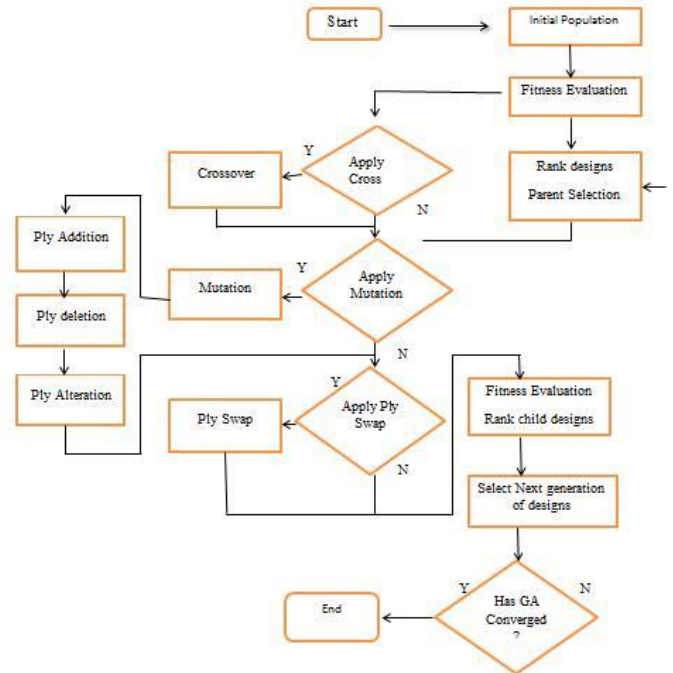 Start
Initial Population
Fitness Evaluation
Rank designs
Parent Selection
Y
Apply
Cross
Crossover
N
Ply Addition
Y
Apply
Mutation
Mutation
Ply deletion
N
Ply Alteration
Y
Apply Ply
Swap
Ply Swap
N
Fitness Evaluation
Rank child designs
Select Next generation
of designs
Y
N
Has GA
Converged
?
End